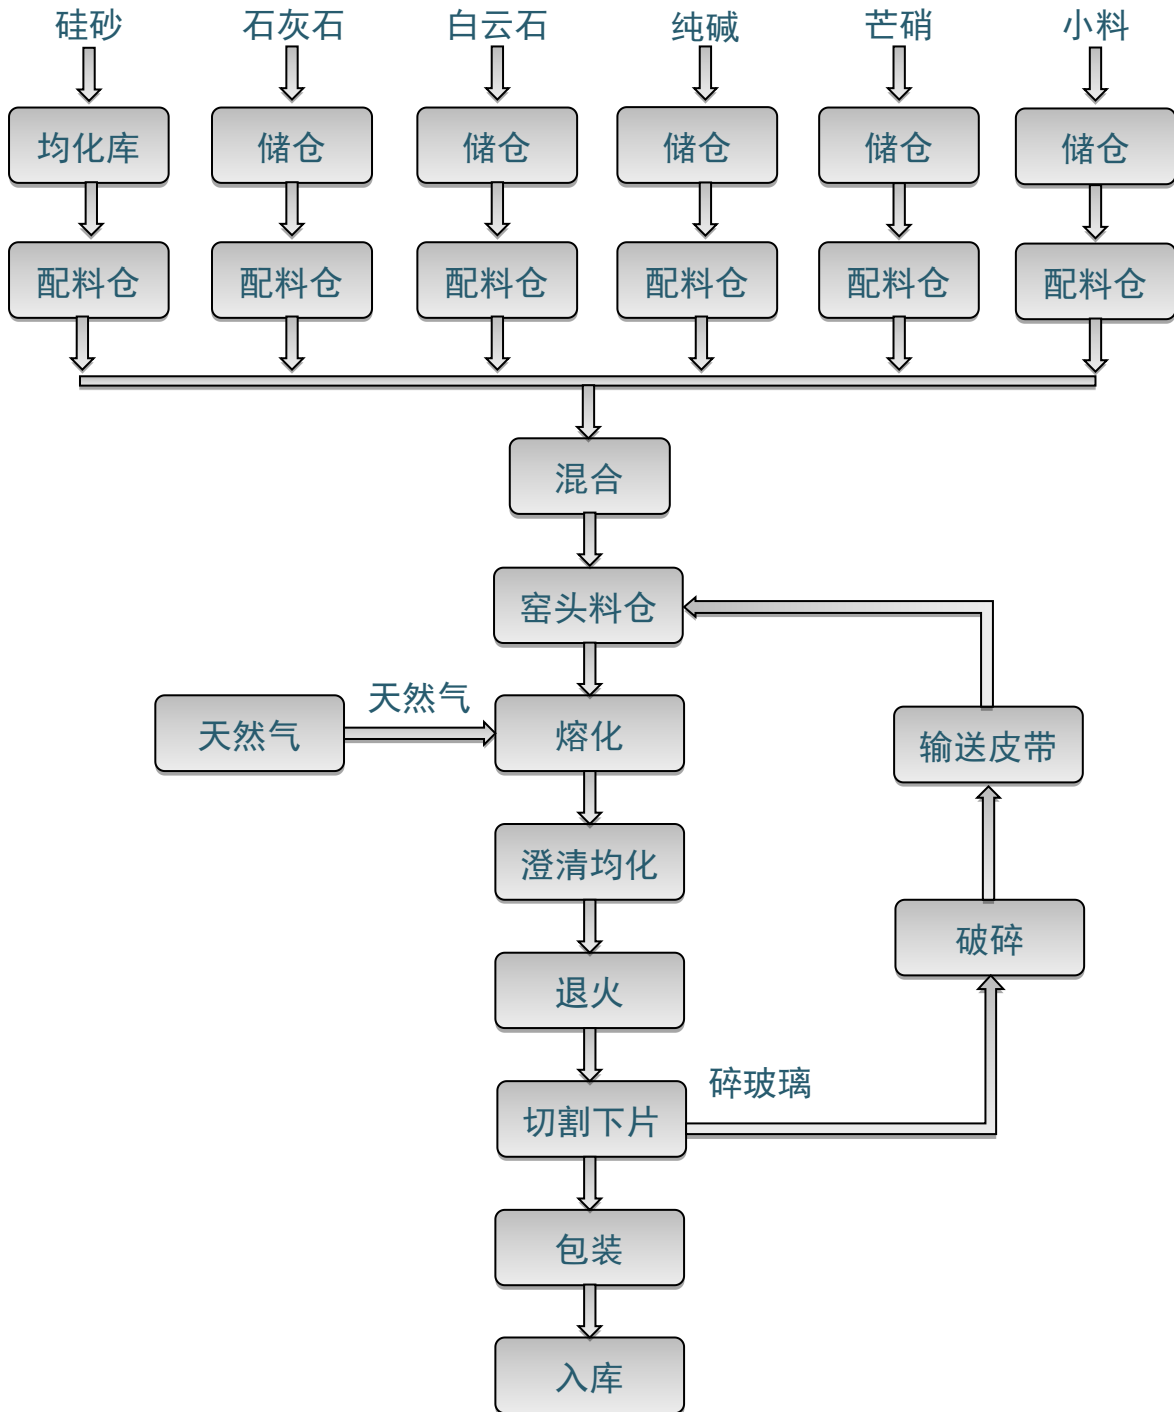 硅砂 石灰石 白云石 纯碱 芒硝 小料
均化库 储仓 储仓 储仓 储仓 储仓
配料仓 配料仓 配料仓 配料仓 配料仓 配料仓
混合
窑头料仓
天然气
天然气 熔化 输送皮带
澄清均化
破碎
退火
碎玻璃
切割下片
包装
入库